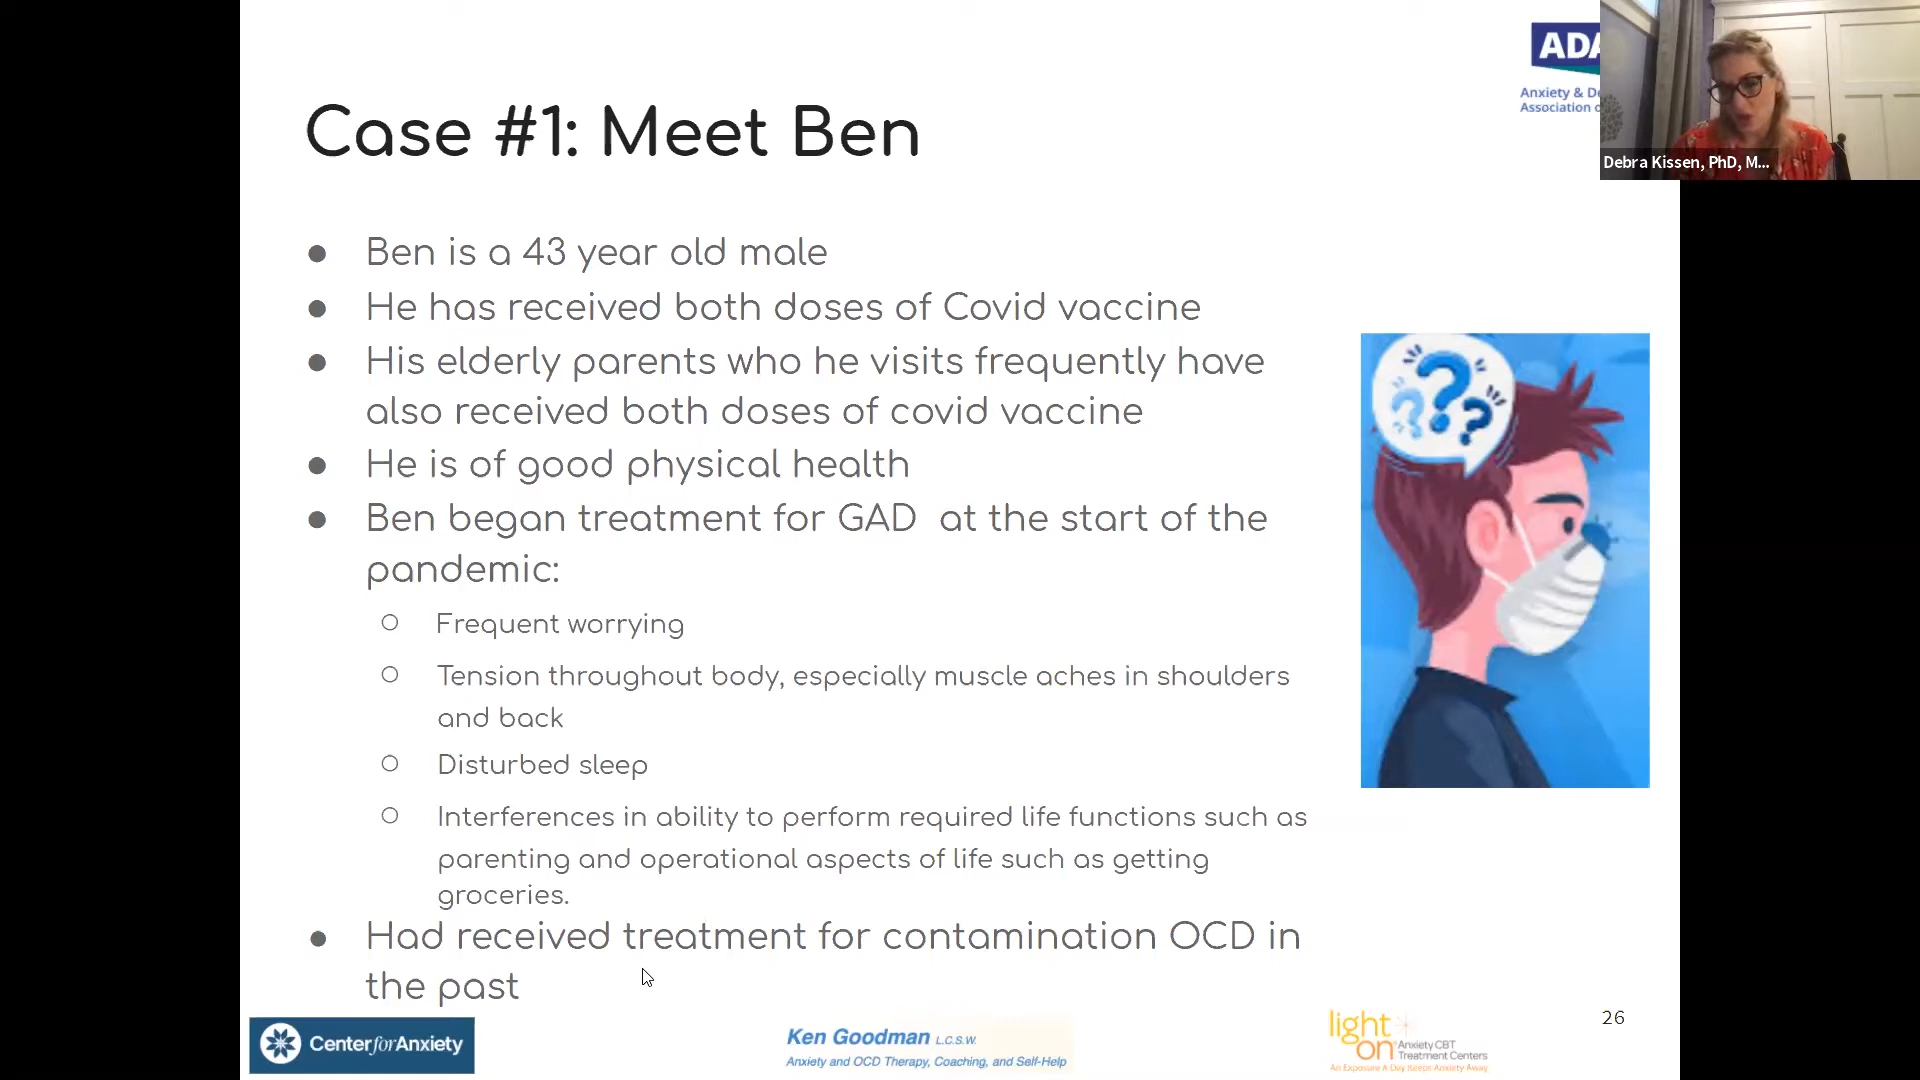 ADA
Anxiety & De
Association o
Debra Kissen, PhD, M...
Case #1: Meet Ben
● Ben is a 43 year old male
● He has received both doses of Covid vaccine
● His elderly parents who he visits frequently have
also received both doses of covid vaccine
● He is of good physical health
● Ben began treatment for GAD at the start of the
pandemic:
○ Frequent worrying
○ Tension throughout body, especially muscle aches in shoulders
and back
○ Disturbed sleep
○ Interferences in ability to perform required life functions such as
parenting and operational aspects of life such as getting
groceries.
● Had received treatment for contamination OCD in
the past
???
Center for Anxiety
Ken Goodman L.C.S.W.
Anxiety and OCD Therapy, Coaching, and Self-Help
light
on Anxiety CBT
Treatment Centers
An Exposure A Day Keeps Anxiety Away
26